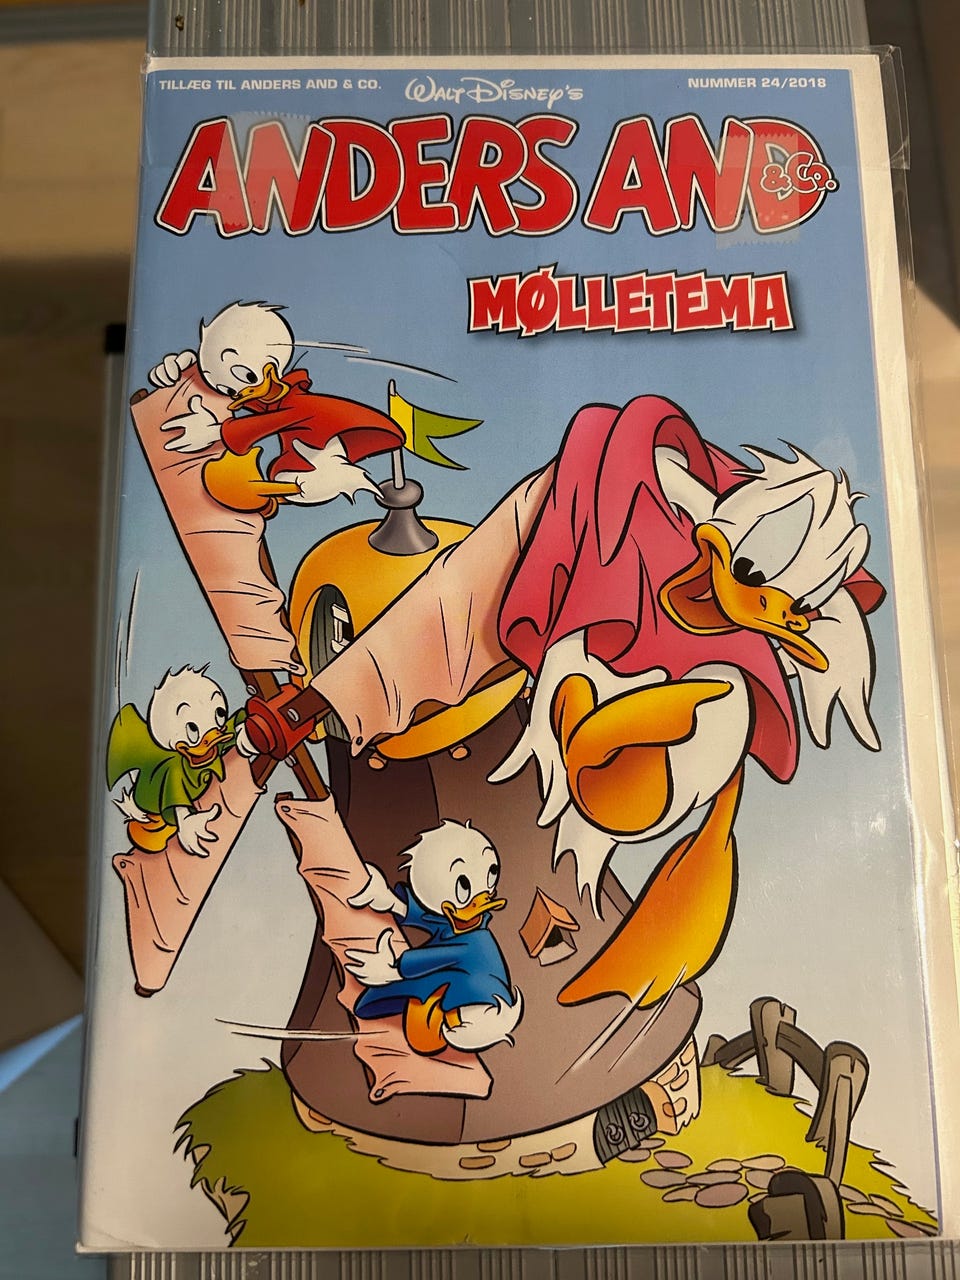 TILLÆG TIL ANDERS AND & CO.
WALT DISNEY'S
NUMMER 24/2018
ANDERS AND
& Co.
MØLLETEMA